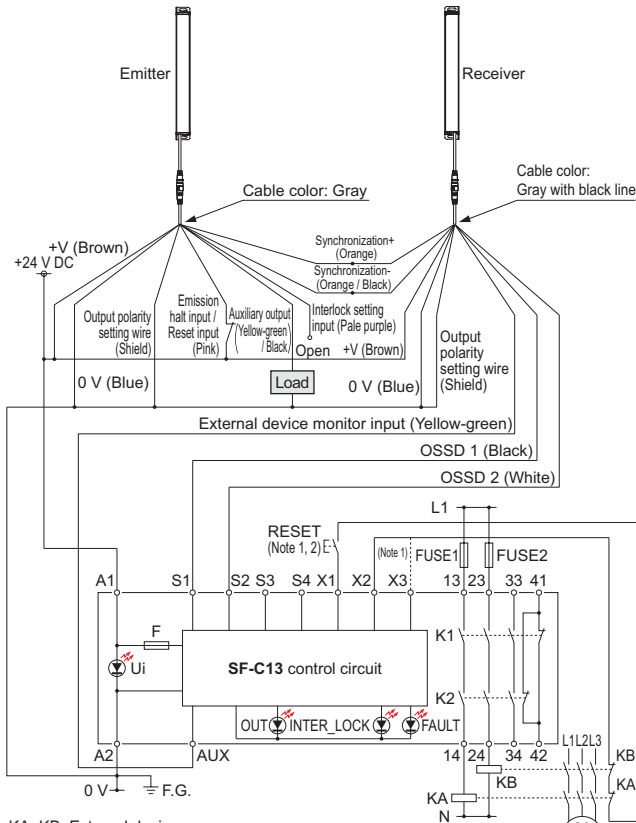 Emitter
Receiver
Cable color: Gray
Cable color:
Gray with black line
+V (Brown)
+24 V DC
Synchronization+
(Orange)
Synchronization-
(Orange / Black)
Output polarity
setting wire
(Shield)
Emission
halt input /
Reset input
(Pink)
Auxiliary output
(Yellow-green
/ Black)
Interlock setting
input (Pale purple)
Open
+V (Brown)
Output
polarity
setting wire
(Shield)
0 V (Blue)
Load
0 V (Blue)
External device monitor input (Yellow-green)
OSSD 1 (Black)
OSSD 2 (White)
L1
RESET
(Note 1, 2)
(Note 1)
FUSE1
FUSE2
A1
S1
S2
S3
S4
X1
X2
X3
13
23
33
41
F
Ui
SF-C13 control circuit
K1
K2
OUT
INTER_LOCK
FAULT
A2
AUX
14
24
34
42
L1
L2
L3
KB
KA
0 V
F.G.
KB
KA
N